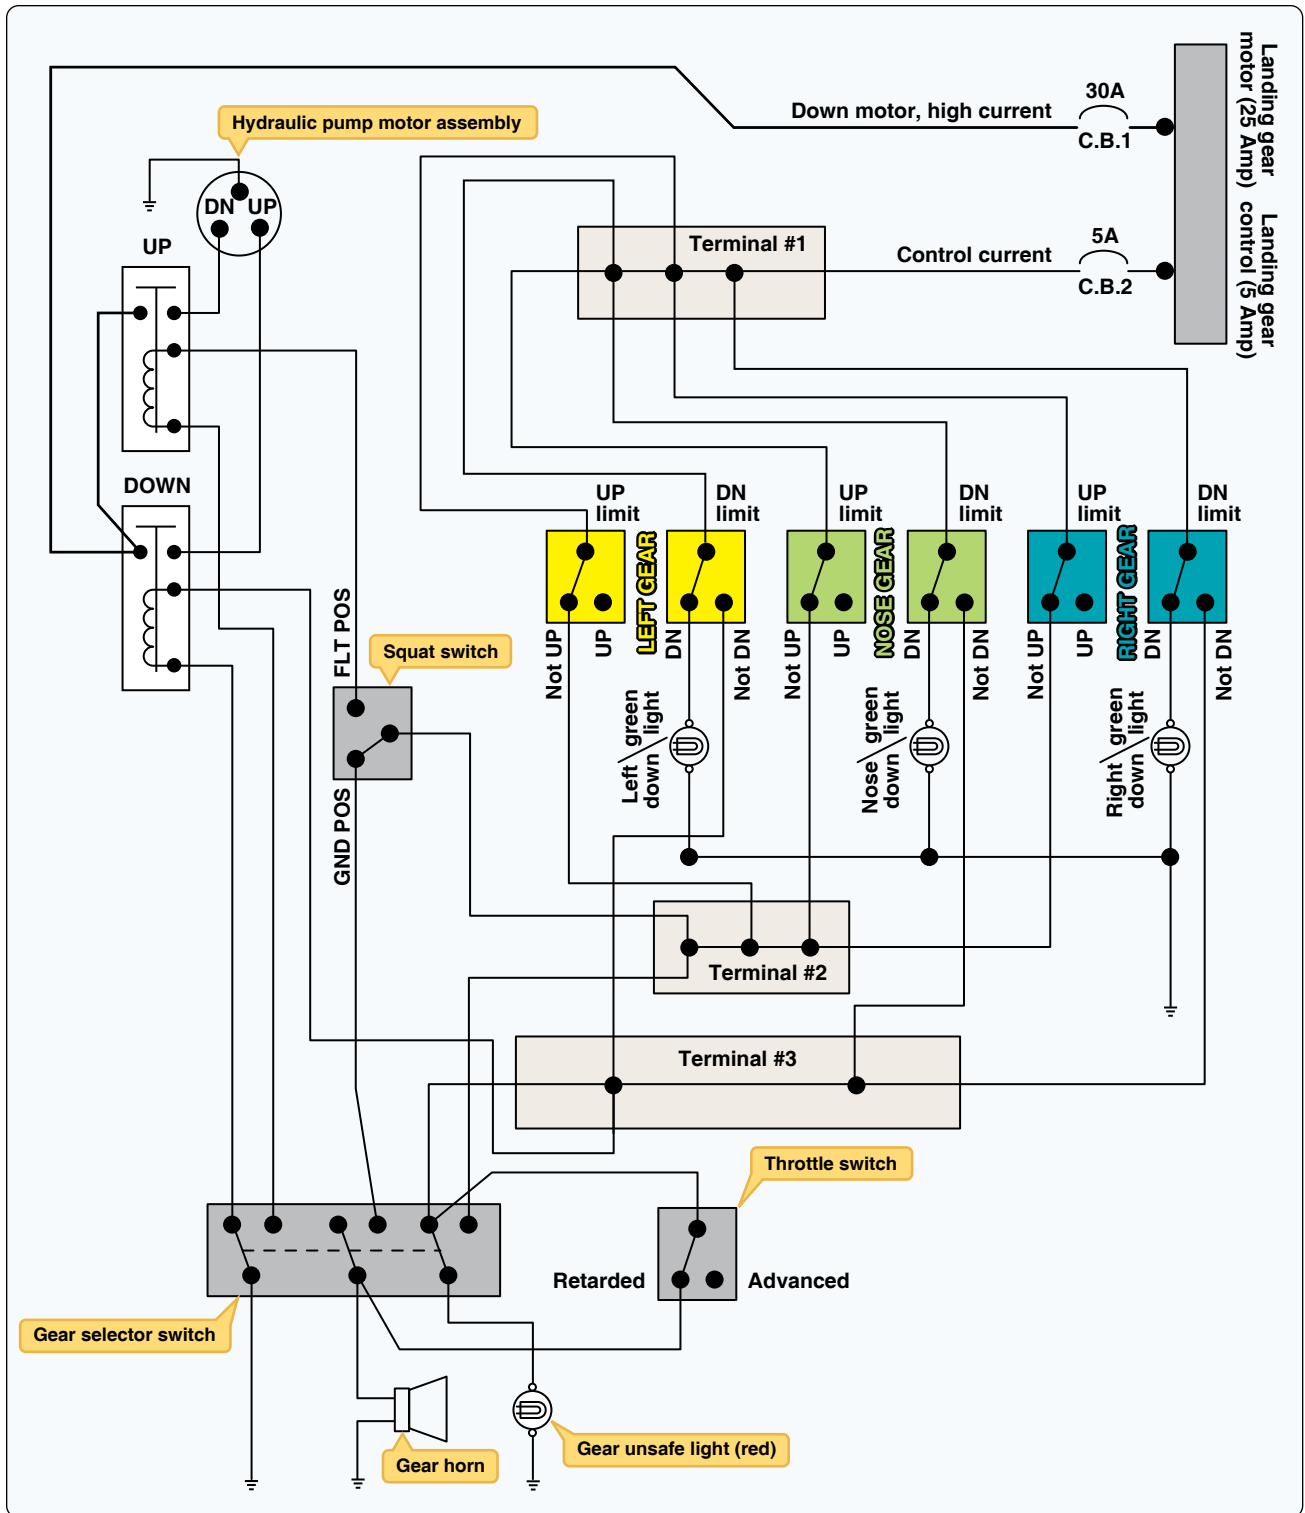 30A
Down motor, high current
C.B.1
Landing gear
motor (25 Amp)
Hydraulic pump motor assembly
DN UP
UP
Terminal #1
Control current
5A
C.B.2
Landing gear
control (5 Amp)
DOWN
UP
limit
DN
limit
UP
limit
DN
limit
UP
limit
DN
limit
LEFT GEAR
NOSE GEAR
RIGHT GEAR
Not UP
UP
DN
Not DN
Not UP
UP
DN
Not DN
Not UP
UP
DN
Not DN
FLT POS
Squat switch
GND POS
Left green
down light
Nose green
down light
Right green
down light
Terminal #2
Terminal #3
Throttle switch
Retarded
Advanced
Gear selector switch
Gear horn
Gear unsafe light (red)